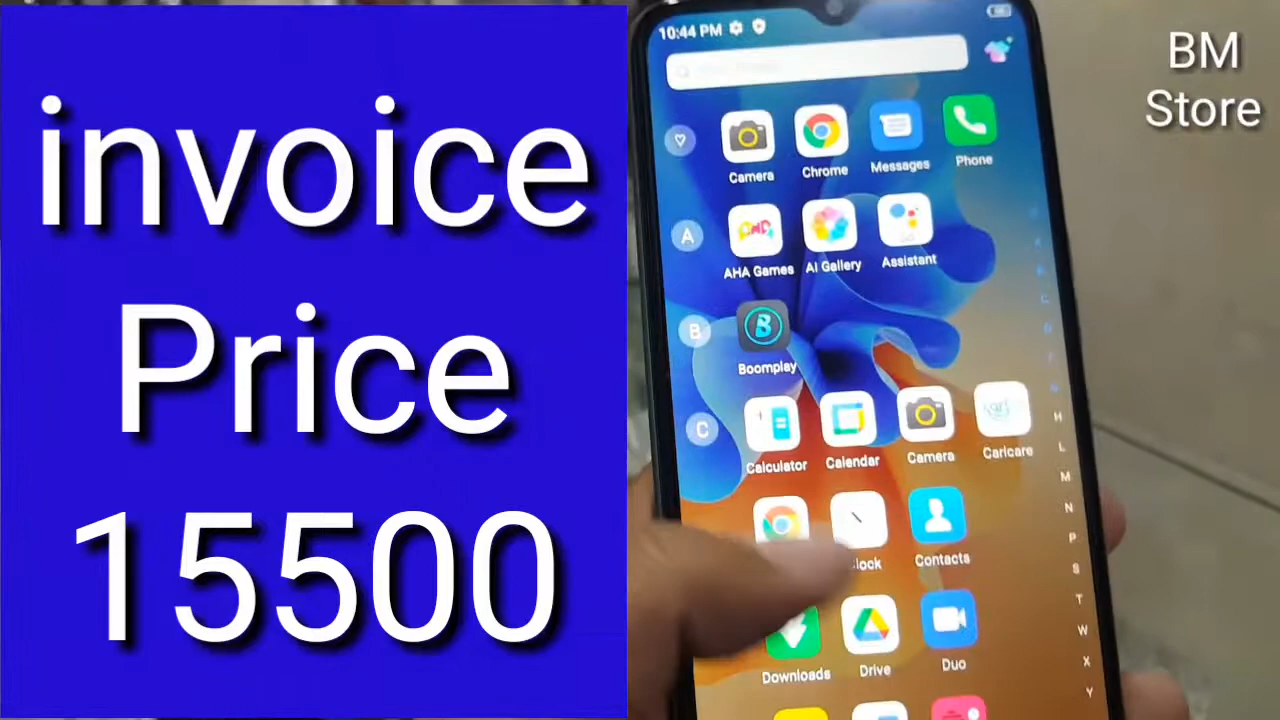 invoice
Price
15500
BM
Store
10:44 PM
Camera
Chrome
Messages
Phone
A
AHA Games
AI Gallery
Assistant
B
Boomplay
C
Calculator
Calendar
Camera
Carlcare
lock
Contacts
Downloads
Drive
Duo
H
L
M
N
P
S
T
W
X
Y